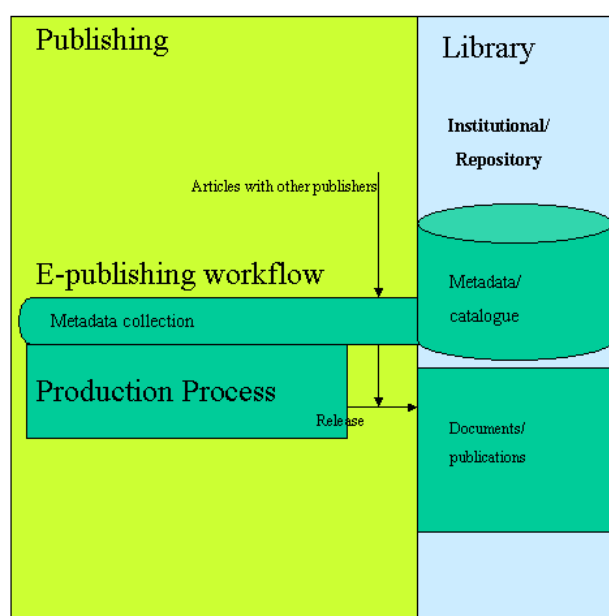 Publishing
Library
Institutional/
Repository
Articles with other publishers
E-publishing workflow
Metadata/
catalogue
Metadata collection
Production Process
Release
Documents/
publications